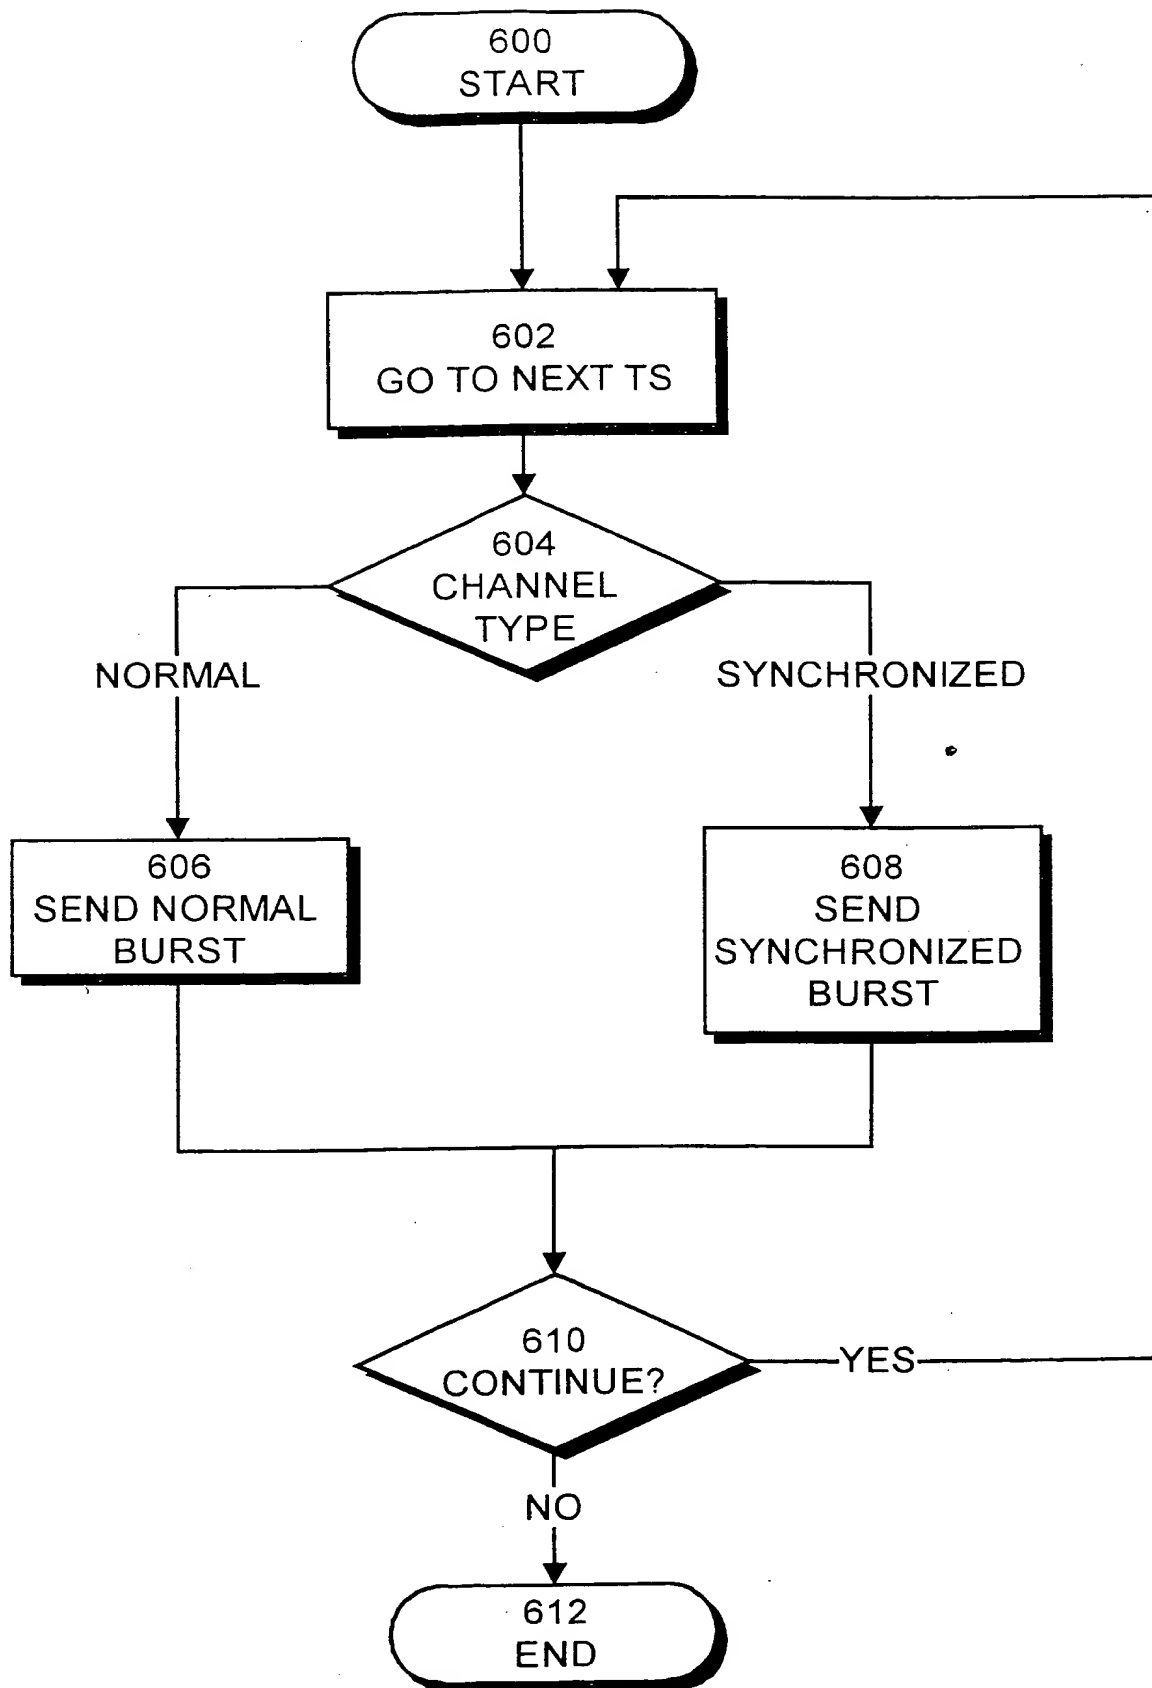 600
START
602
GO TO NEXT TS
604
CHANNEL
TYPE
NORMAL
SYNCHRONIZED
606
SEND NORMAL
BURST
608
SEND
SYNCHRONIZED
BURST
610
CONTINUE?
YES
NO
612
END